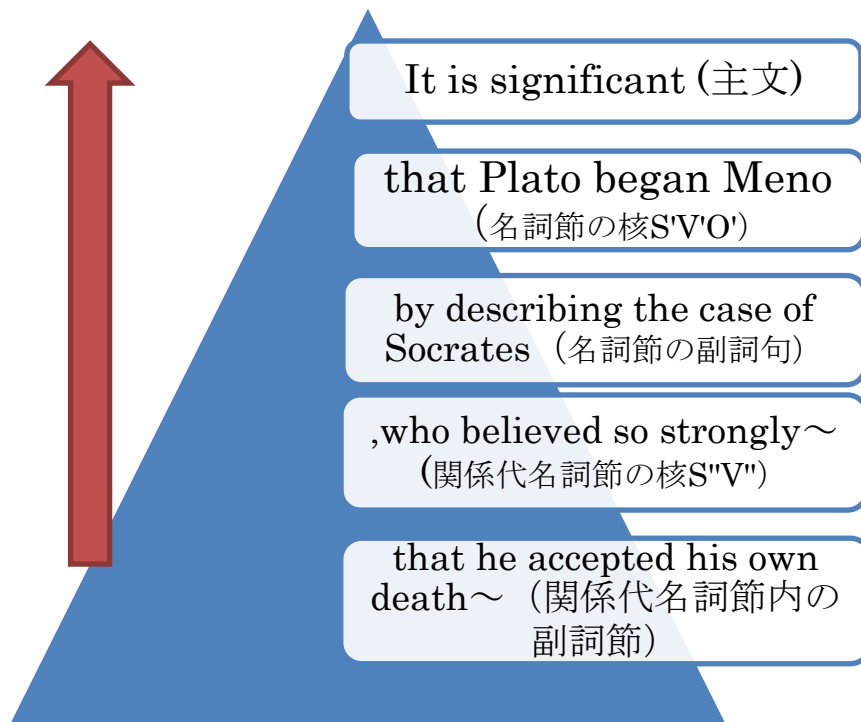 It is significant (主文)
that Plato began Meno
（名詞節の核S'V'O'）
by describing the case of
Socrates（名詞節の副詞句）
,who believed so strongly～
（関係代名詞節の核S"V"）
that he accepted his own
death～（関係代名詞節内の
副詞節）